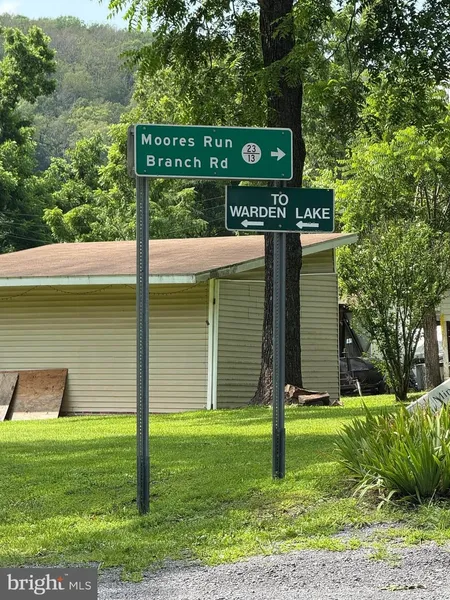 Moores Run
Branch Rd
23
13
TO
WARDEN LAKE
bright MLS